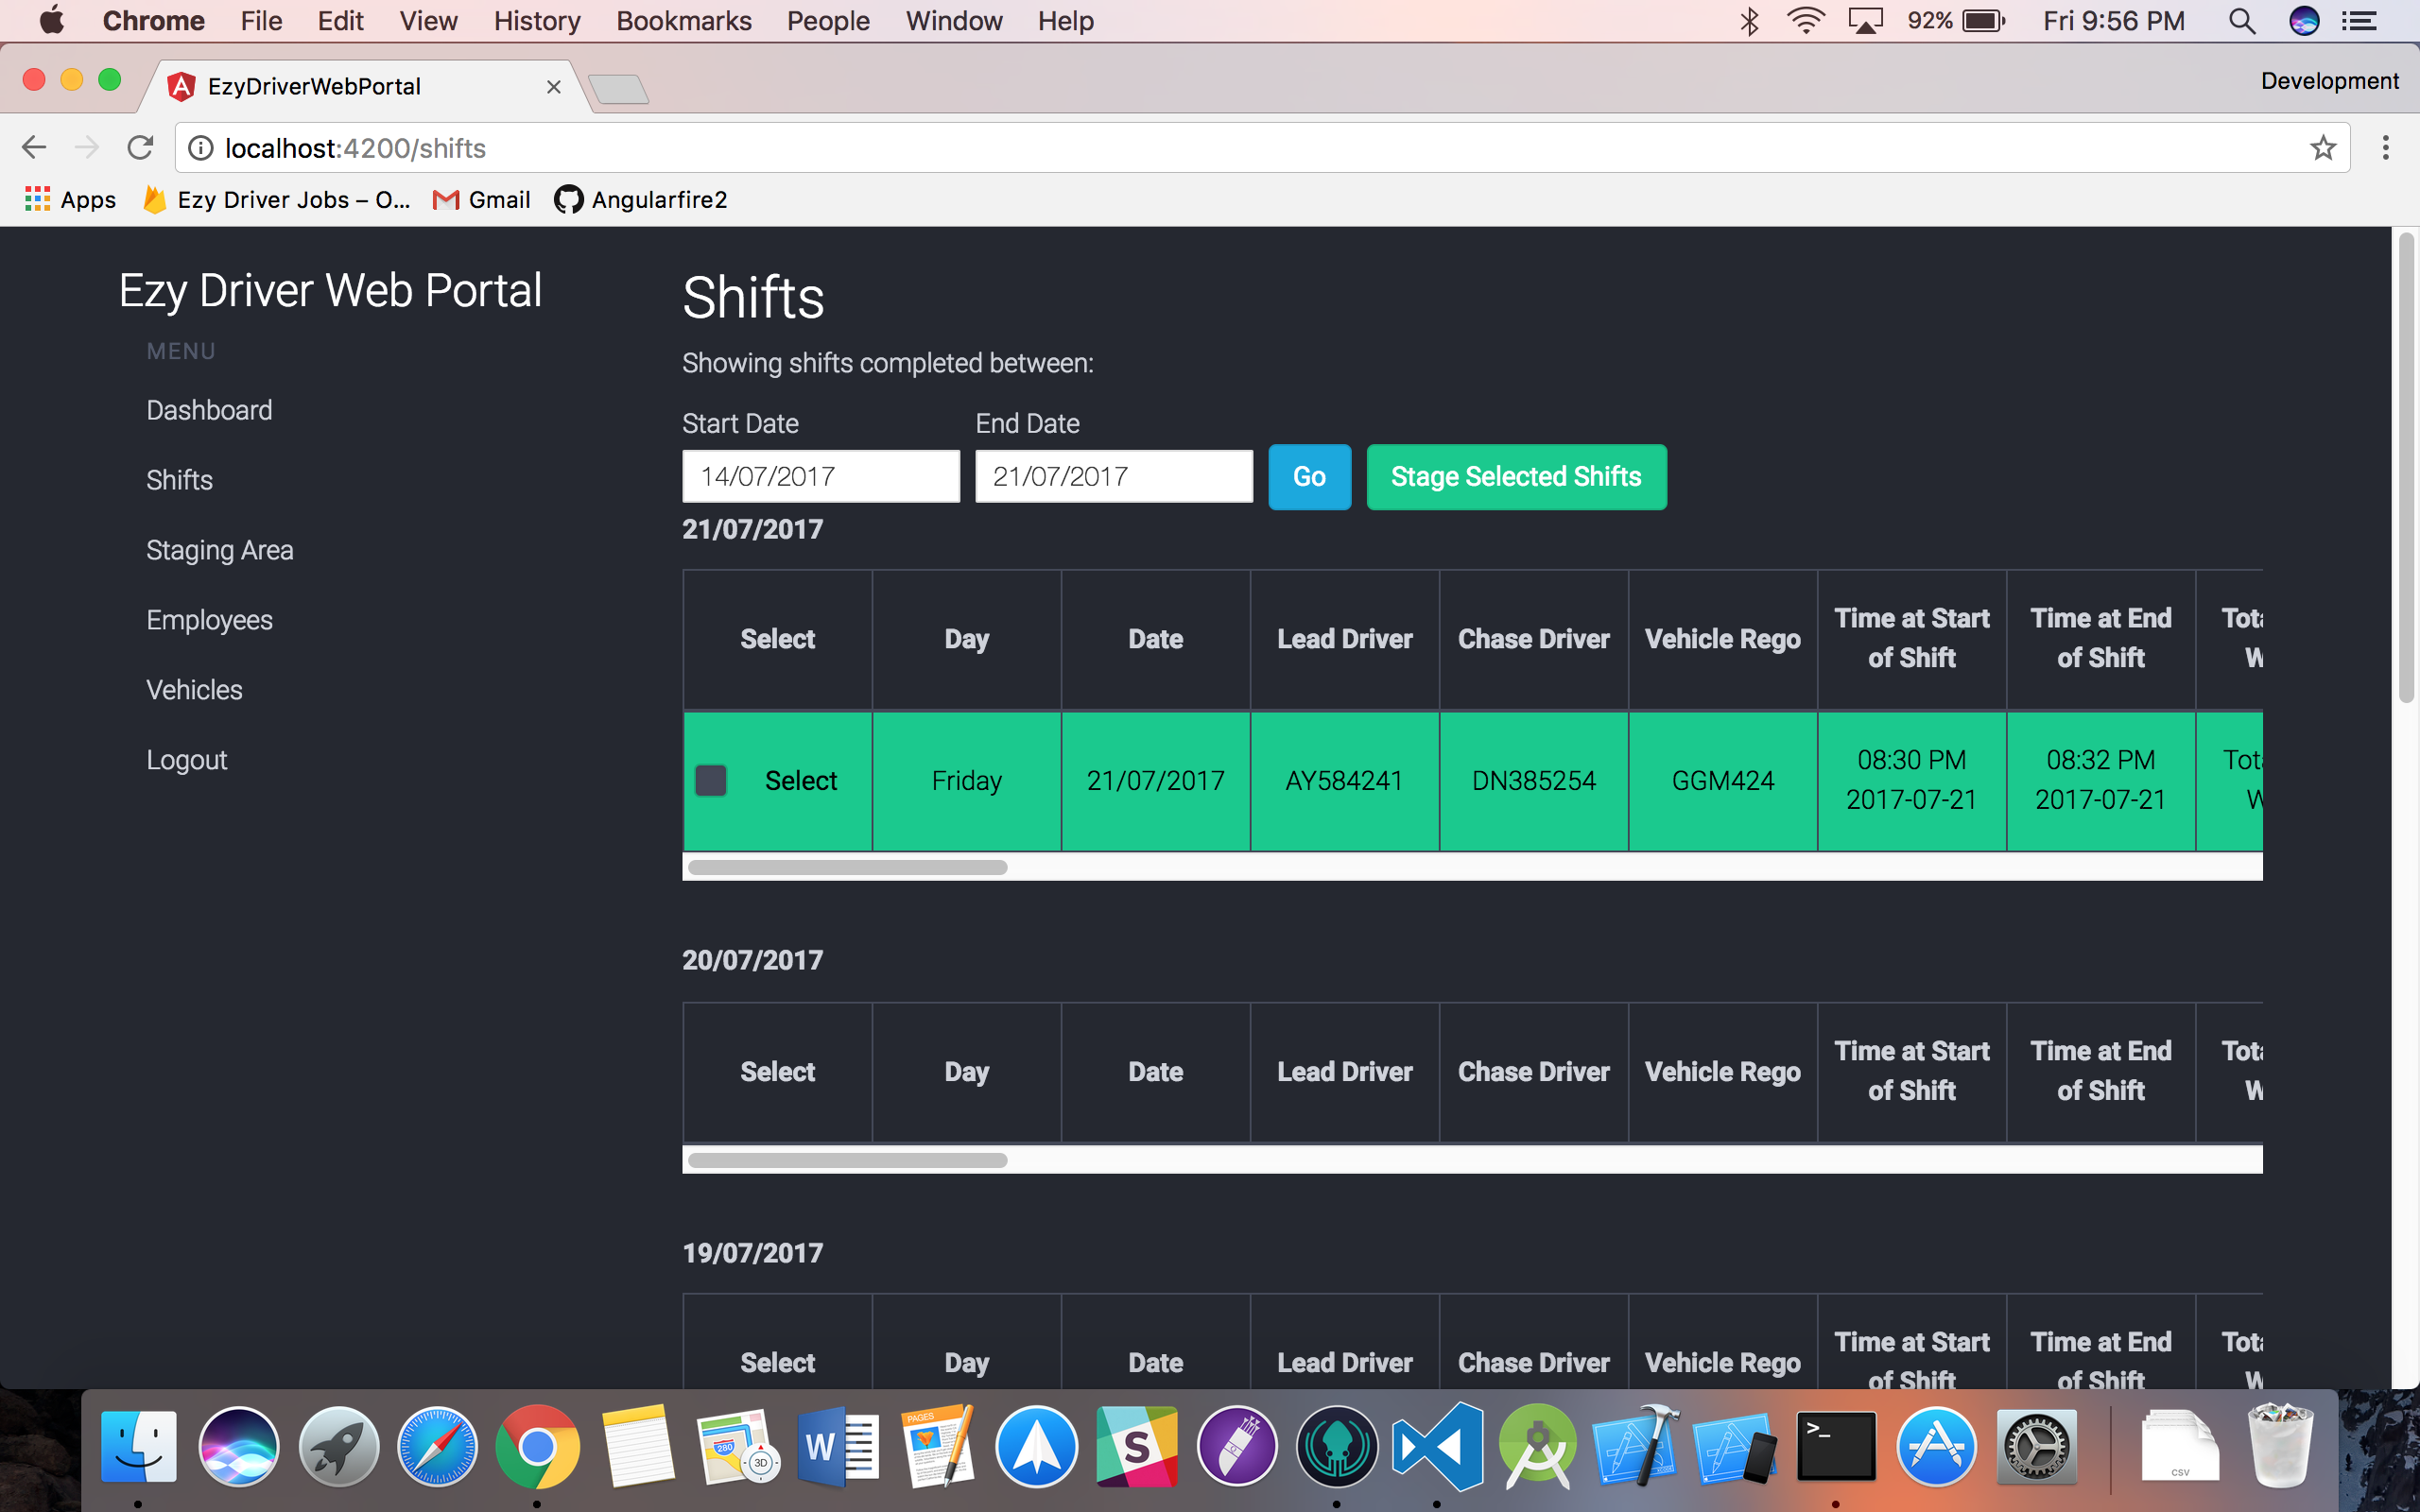 Chrome File Edit View History Bookmarks People Window Help 92% Fri 9:56 PM
EzyDriverWebPortal Development
localhost:4200/shifts
Apps Ezy Driver Jobs – O... Gmail Angularfire2
Ezy Driver Web Portal
MENU
Dashboard
Shifts
Staging Area
Employees
Vehicles
Logout
Shifts
Showing shifts completed between:
Start Date End Date
14/07/2017 21/07/2017 Go Stage Selected Shifts
21/07/2017
Select Day Date Lead Driver Chase Driver Vehicle Rego Time at Start of Shift Time at End of Shift
Select Friday 21/07/2017 AY584241 DN385254 GGM424 08:30 PM 2017-07-21 08:32 PM 2017-07-21
20/07/2017
Select Day Date Lead Driver Chase Driver Vehicle Rego Time at Start of Shift Time at End of Shift
19/07/2017
Select Day Date Lead Driver Chase Driver Vehicle Rego Time at Start of Shift Time at End of Shift
280 3D W PAGES S >_ CSV